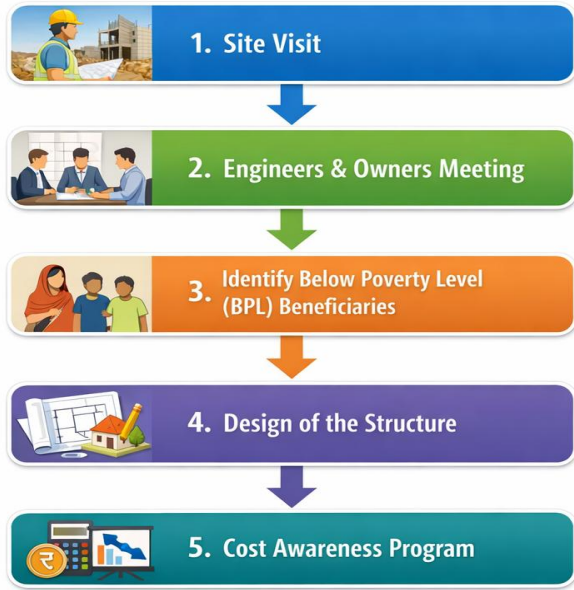 1. Site Visit
2. Engineers & Owners Meeting
3. Identify Below Poverty Level
(BPL) Beneficiaries
4. Design of the Structure
₹
5. Cost Awareness Program